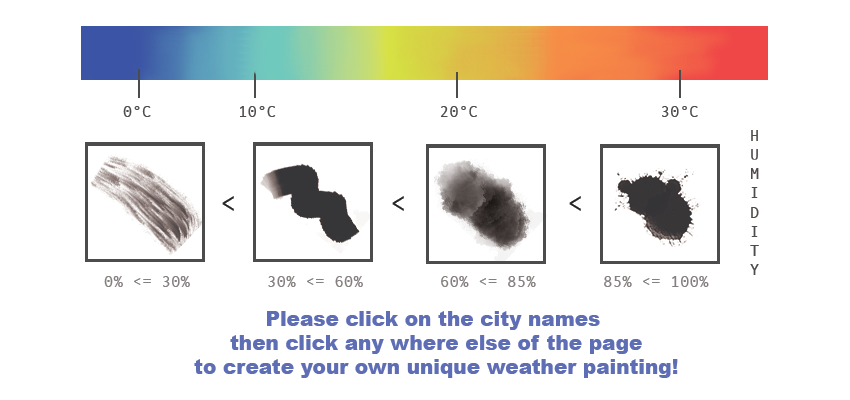 0°C 10°C 20°C 30°C
HUMIDITY
< < <
0% <= 30% 30% <= 60% 60% <= 85% 85% <= 100%
Please click on the city names
then click any where else of the page
to create your own unique weather painting!